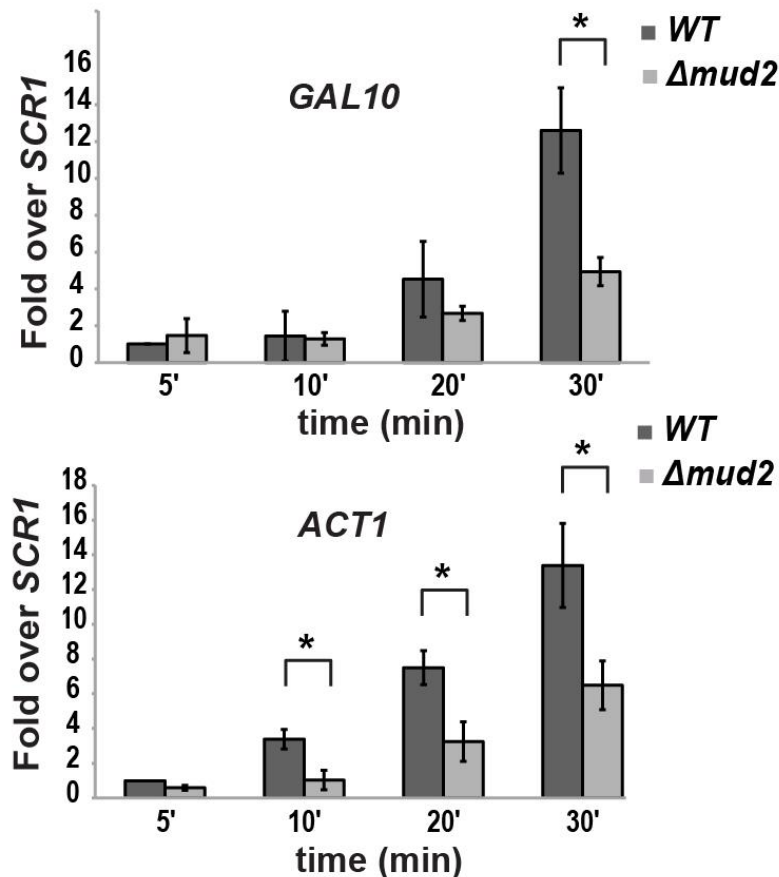 WT
Δmud2
*
GAL10
Fold over SCR1
16
14
12
10
8
6
4
2
0
5' 10' 20' 30'
time (min)
WT
Δmud2
*
*
*
ACT1
Fold over SCR1
18
16
14
12
10
8
6
4
2
0
5' 10' 20' 30'
time (min)